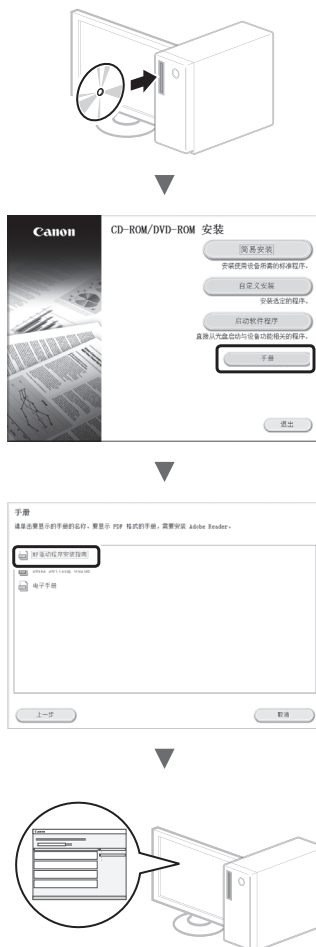 Canon
CD-ROM/DVD-ROM 安装
简易安装
安装使用设备所需的标准程序。
自定义安装
安装选定的程序。
启动软件程序
直接从光盘启动与设备功能相关的程序。
手册
退出
手册
请单击要显示的手册的名称。要显示 PDF 格式的手册，需要安装 Adobe Reader。
MF驱动程序安装指南
电子手册
上一步
取消